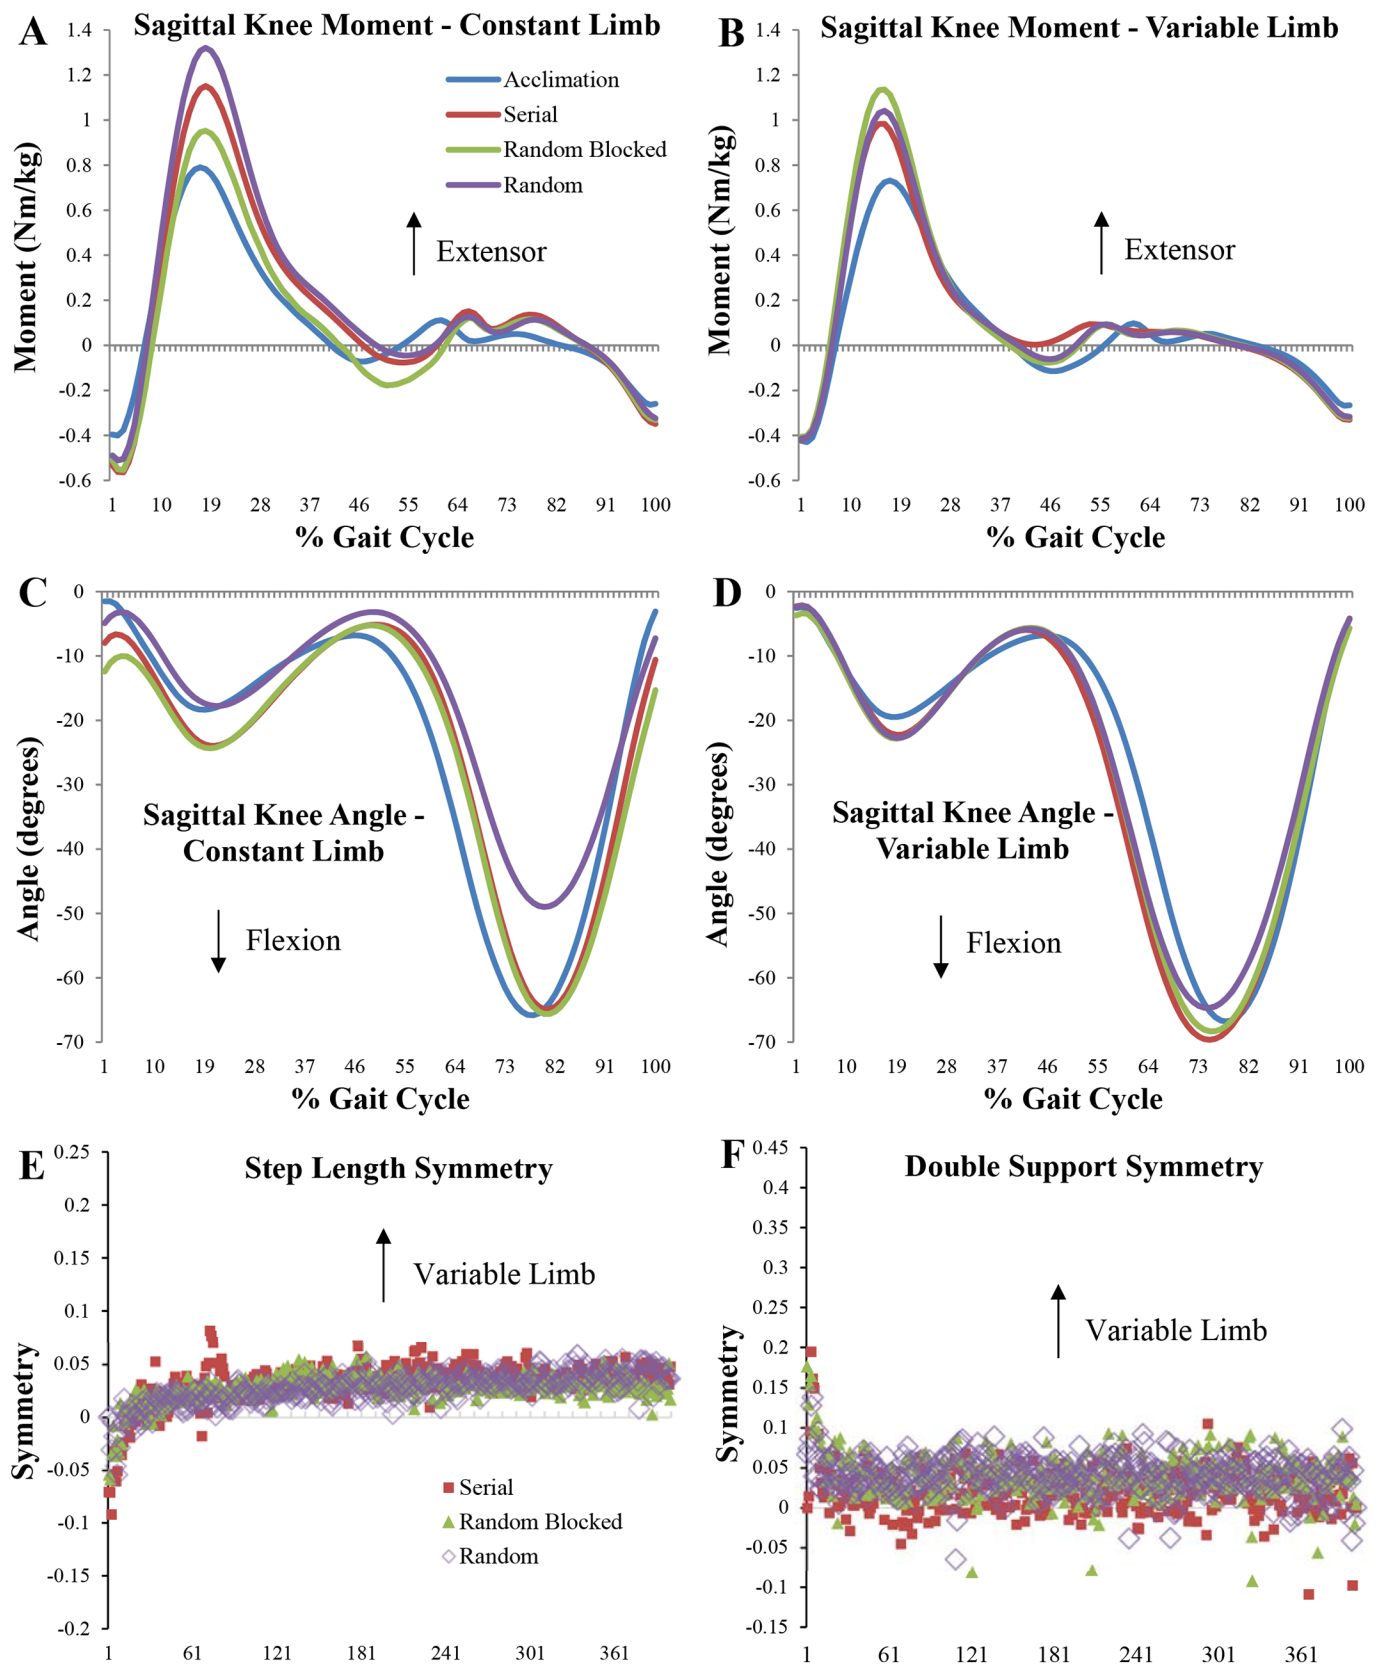 A
Sagittal Knee Moment - Constant Limb
1.4
1.2
1
0.8
0.6
0.4
0.2
0
-0.2
-0.4
-0.6
Moment (Nm/kg)
Acclimation
Serial
Random Blocked
Random
Extensor
1 10 19 28 37 46 55 64 73 82 91 100
% Gait Cycle
B
Sagittal Knee Moment - Variable Limb
1.4
1.2
1
0.8
0.6
0.4
0.2
0
-0.2
-0.4
-0.6
Moment (Nm/kg)
Extensor
1 10 19 28 37 46 55 64 73 82 91 100
% Gait Cycle
C
0
-10
-20
-30
-40
-50
-60
-70
Angle (degrees)
Sagittal Knee Angle -
Constant Limb
Flexion
1 10 19 28 37 46 55 64 73 82 91 100
% Gait Cycle
D
0
-10
-20
-30
-40
-50
-60
-70
Angle (degrees)
Sagittal Knee Angle -
Variable Limb
Flexion
1 10 19 28 37 46 55 64 73 82 91 100
% Gait Cycle
E
Step Length Symmetry
0.25
0.2
0.15
0.1
0.05
0
-0.05
-0.1
-0.15
-0.2
Symmetry
Variable Limb
Serial
Random Blocked
Random
1 61 121 181 241 301 361
F
Double Support Symmetry
0.45
0.4
0.35
0.3
0.25
0.2
0.15
0.1
0.05
0
-0.05
-0.1
-0.15
Symmetry
Variable Limb
1 61 121 181 241 301 361